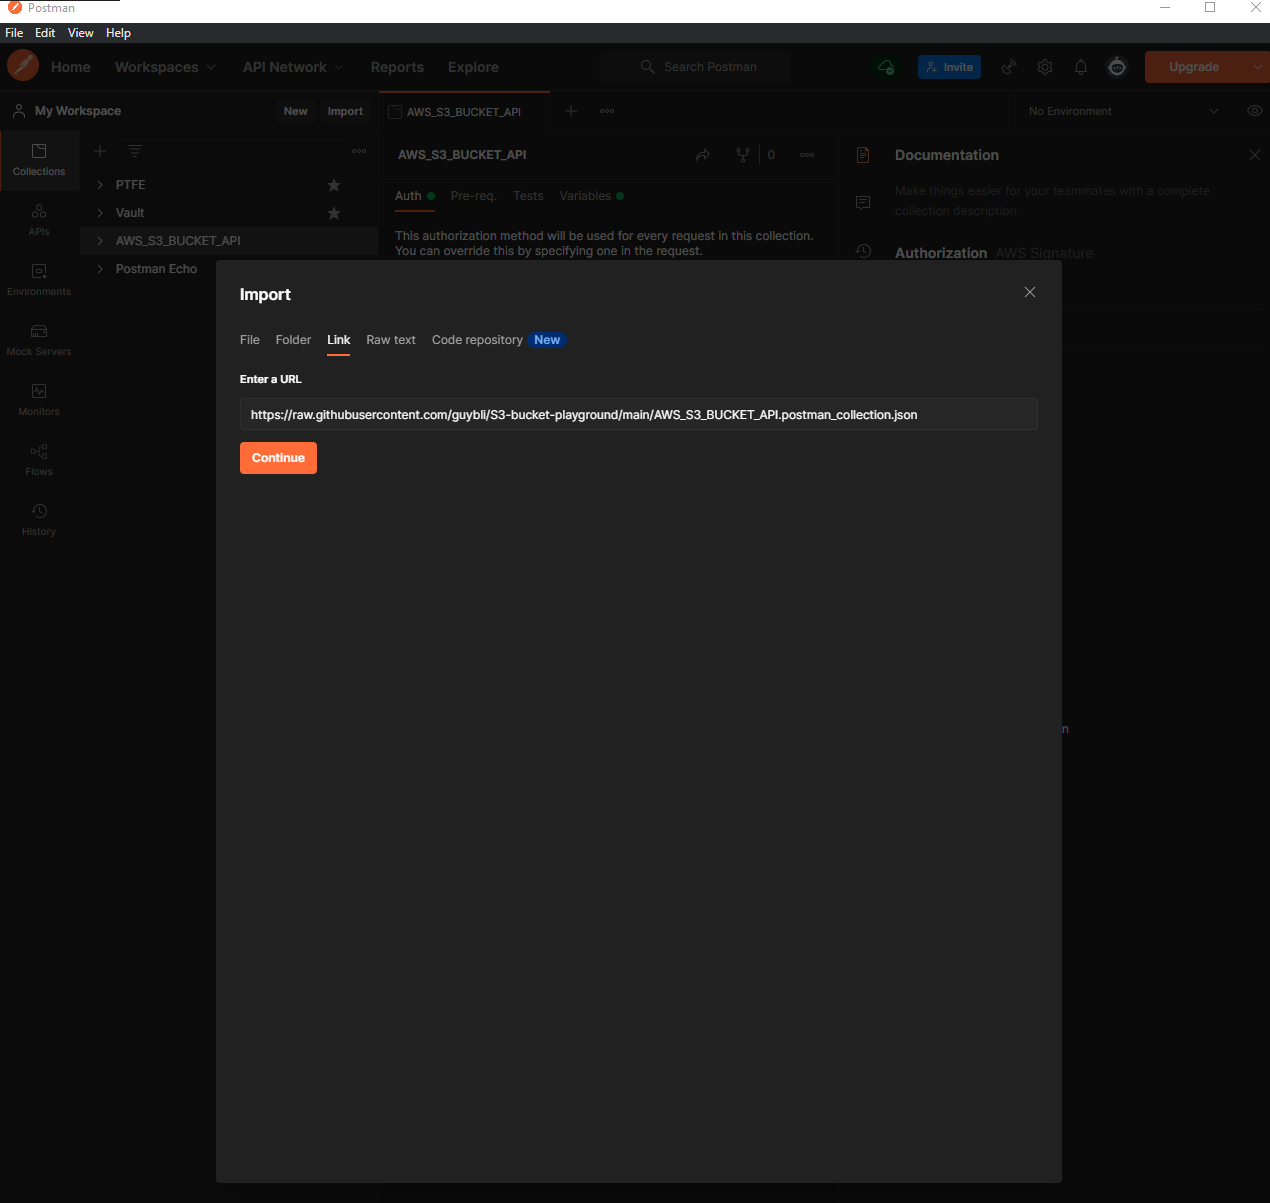 Postman
File Edit View Help
Home Workspaces API Network Reports Explore Search Postman Invite Upgrade
My Workspace New Import AWS_S3_BUCKET_API No Environment
Collections
APIs
Environments
Mock Servers
Monitors
Flows
History
PTFE
Vault
AWS_S3_BUCKET_API
Postman Echo
AWS_S3_BUCKET_API 0
Auth Pre-req. Tests Variables
This authorization method will be used for every request in this collection.
You can override this by specifying one in the request.
Documentation
Make things easier for your teammates with a complete
collection description.
Authorization AWS Signature
Import
File Folder Link Raw text Code repository New
Enter a URL
https://raw.githubusercontent.com/guybli/S3-bucket-playground/main/AWS_S3_BUCKET_API.postman_collection.json
Continue
n